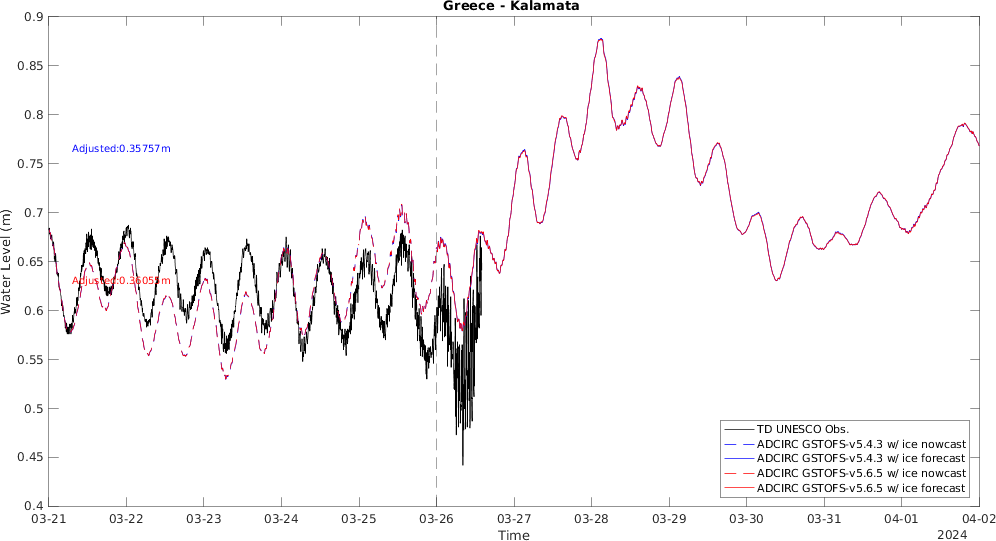 Greece - Kalamata
0.9
0.85
0.8
0.75
0.7
0.65
0.6
0.55
0.5
0.45
0.4
Water Level (m)
Adjusted:0.35757m
Adjusted:0.36055m
TD UNESCO Obs.
ADCIRC GSTOFS-v5.4.3 w/ ice nowcast
ADCIRC GSTOFS-v5.4.3 w/ ice forecast
ADCIRC GSTOFS-v5.6.5 w/ ice nowcast
ADCIRC GSTOFS-v5.6.5 w/ ice forecast
03-21 03-22 03-23 03-24 03-25 03-26 03-27 03-28 03-29 03-30 03-31 04-01 04-02
Time
2024